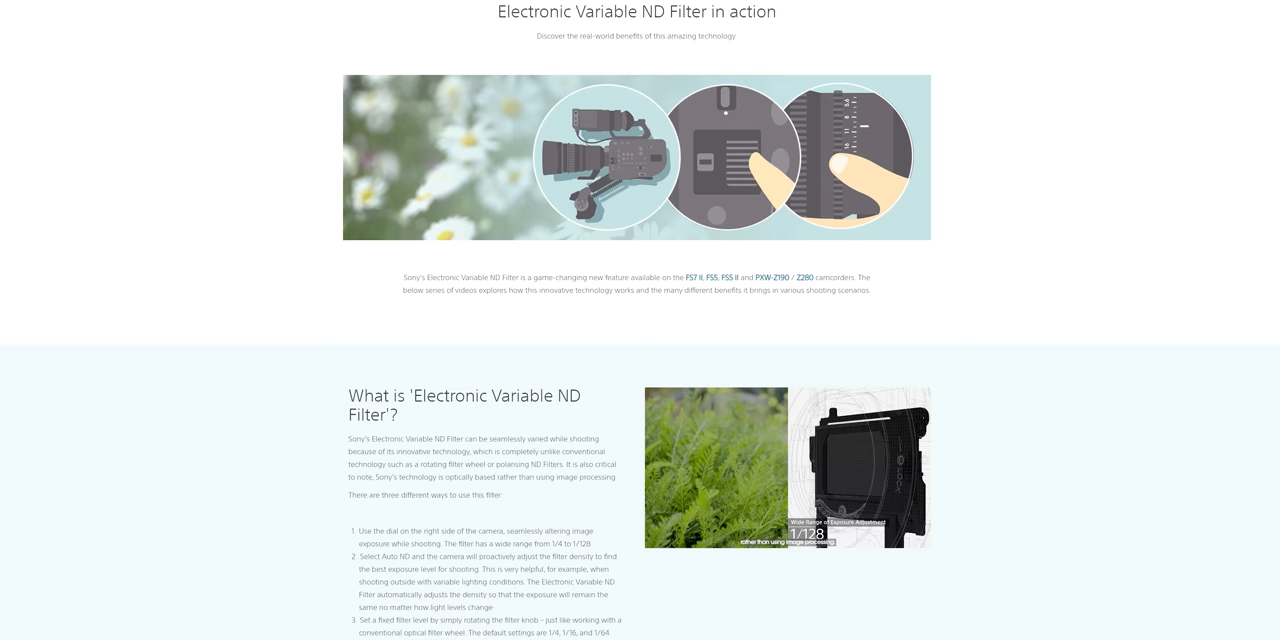 Electronic Variable ND Filter in action
Discover the real-world benefits of this amazing technology
5.6
8
11
16
Sony's Electronic Variable ND Filter is a game-changing new feature available on the FS7 II, FS5, FS5 II and PXW-Z190 / Z280 camcorders. The
below series of videos explores how this innovative technology works and the many different benefits it brings in various shooting scenarios.
What is 'Electronic Variable ND
Filter'?
Sony's Electronic Variable ND Filter can be seamlessly varied while shooting
because of its innovative technology, which is completely unlike conventional
technology such as a rotating filter wheel or polarising ND Filters. It is also critical
to note, Sony's technology is optically based rather than using image processing.
There are three different ways to use this filter
1. Use the dial on the right side of the camera, seamlessly altering image
exposure while shooting. The filter has a wide range from 1/4 to 1/128
2. Select Auto ND and the camera will proactively adjust the filter density to find
the best exposure level for shooting. This is very helpful, for example, when
shooting outside with variable lighting conditions. The Electronic Variable ND
Filter automatically adjusts the density so that the exposure will remain the
same no matter how light levels change
3. Set a fixed filter level by simply rotating the filter knob – just like working with a
conventional optical filter wheel. The default settings are 1/4, 1/16, and 1/64.
LOCK
Wide Range of Exposure Adjustment
1/128
rather than using image processing.